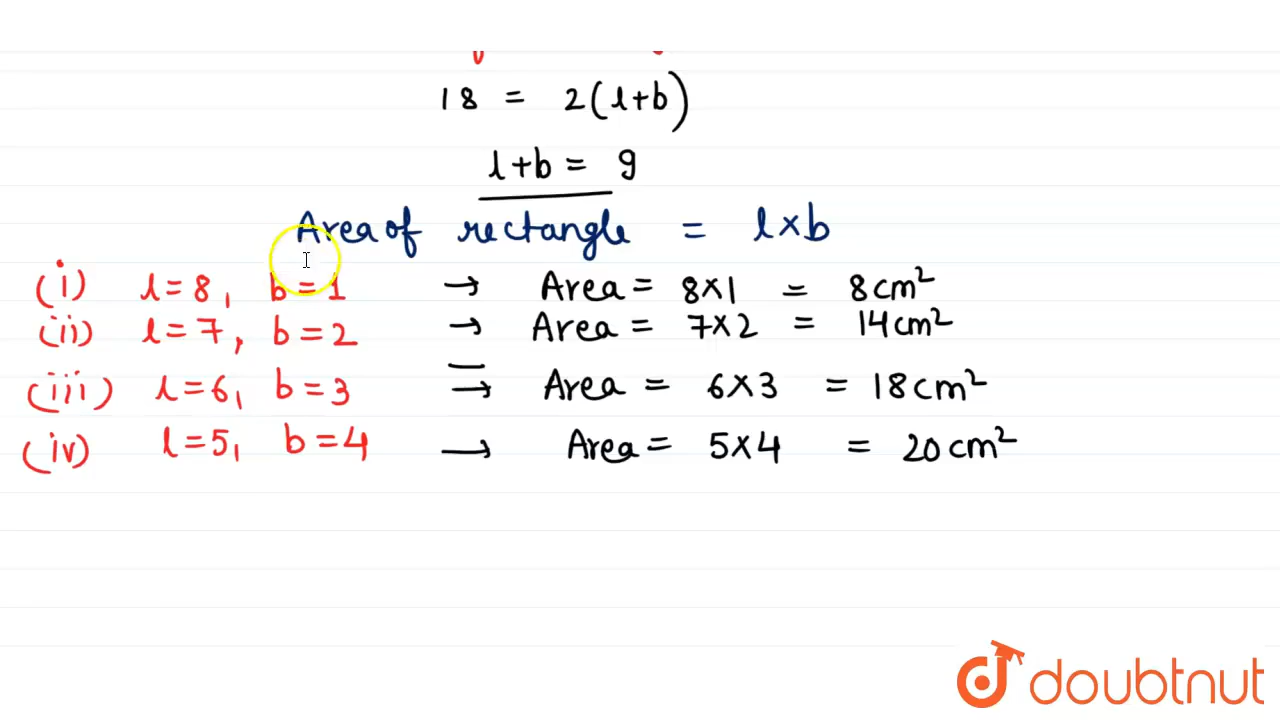 18 = 2(l+b)
l+b = 9
Area of rectangle = l×b
(i) l=8, b=1 → Area = 8×1 = 8cm²
(ii) l=7, b=2 → Area = 7×2 = 14cm²
(iii) l=6, b=3 → Area = 6×3 = 18cm²
(iv) l=5, b=4 → Area = 5×4 = 20cm²
doubtnut